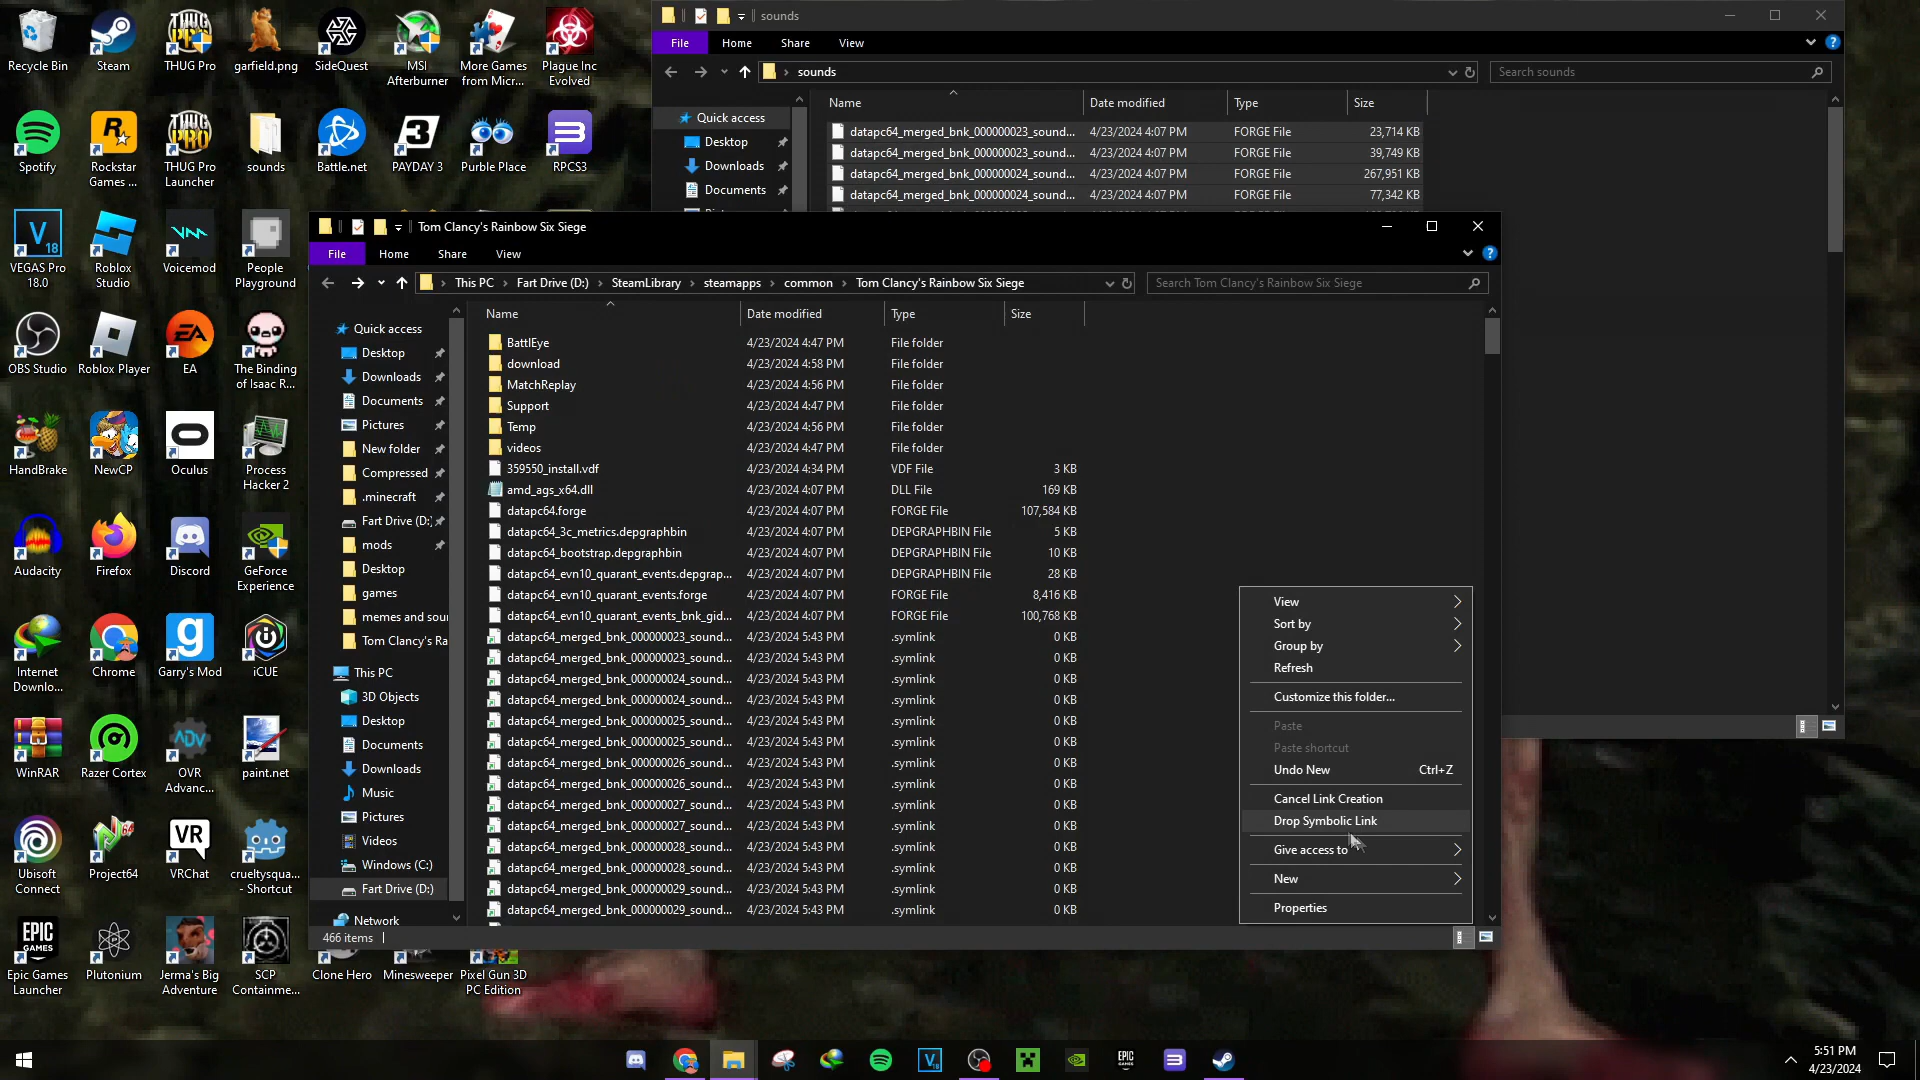 Recycle Bin
Steam
THUG Pro
garfield.png
SideQuest
MSI
Afterburner
More Games
from Micr...
Plague Inc
Evolved
Spotify
Rockstar
Games ...
THUG Pro
Launcher
sounds
Battle.net
PAYDAY 3
Purble Place
RPCS3
VEGAS Pro
18.0
Roblox
Studio
Voicemod
People
Playground
OBS Studio
Roblox Player
EA
The Binding
of Isaac R...
HandBrake
NewCP
Oculus
Process
Hacker 2
Audacity
Firefox
Discord
GeForce
Experience
Internet
Downlo...
Chrome
Garry's Mod
iCUE
WinRAR
Razer Cortex
OVR
Advanc...
paint.net
Ubisoft
Connect
Project64
VRChat
crueltysqua...
- Shortcut
Epic Games
Launcher
Plutonium
Jerma's Big
Adventure
SCP
Containme...
Clone Hero
Minesweeper
Pixel Gun 3D
PC Edition
sounds
File Home Share View
sounds
Search sounds
Name Date modified Type Size
Quick access
Desktop
Downloads
Documents
datapc64_merged_bnk_000000023_sound... 4/23/2024 4:07 PM FORGE File 23,714 KB
datapc64_merged_bnk_000000023_sound... 4/23/2024 4:07 PM FORGE File 39,749 KB
datapc64_merged_bnk_000000024_sound... 4/23/2024 4:07 PM FORGE File 267,951 KB
datapc64_merged_bnk_000000024_sound... 4/23/2024 4:07 PM FORGE File 77,342 KB
Tom Clancy's Rainbow Six Siege
File Home Share View
This PC > Fart Drive (D:) > SteamLibrary > steamapps > common > Tom Clancy's Rainbow Six Siege
Search Tom Clancy's Rainbow Six Siege
Quick access
Desktop
Downloads
Documents
Pictures
New folder
Compressed
.minecraft
Fart Drive (D:)
mods
Desktop
games
memes and sou
Tom Clancy's Ra
This PC
3D Objects
Desktop
Documents
Downloads
Music
Pictures
Videos
Windows (C:)
Fart Drive (D:)
Network
Name Date modified Type Size
BattlEye 4/23/2024 4:47 PM File folder
download 4/23/2024 4:58 PM File folder
MatchReplay 4/23/2024 4:56 PM File folder
Support 4/23/2024 4:47 PM File folder
Temp 4/23/2024 4:56 PM File folder
videos 4/23/2024 4:47 PM File folder
359550_install.vdf 4/23/2024 4:34 PM VDF File 3 KB
amd_ags_x64.dll 4/23/2024 4:07 PM DLL File 169 KB
datapc64.forge 4/23/2024 4:07 PM FORGE File 107,584 KB
datapc64_3c_metrics.depgraphbin 4/23/2024 4:07 PM DEPGRAPHBIN File 5 KB
datapc64_bootstrap.depgraphbin 4/23/2024 4:07 PM DEPGRAPHBIN File 10 KB
datapc64_evn10_quarant_events.depgrap... 4/23/2024 4:07 PM DEPGRAPHBIN File 28 KB
datapc64_evn10_quarant_events.forge 4/23/2024 4:07 PM FORGE File 8,416 KB
datapc64_evn10_quarant_events_bnk_gid... 4/23/2024 4:07 PM FORGE File 100,768 KB
datapc64_merged_bnk_000000023_sound... 4/23/2024 5:43 PM .symlink 0 KB
datapc64_merged_bnk_000000023_sound... 4/23/2024 5:43 PM .symlink 0 KB
datapc64_merged_bnk_000000024_sound... 4/23/2024 5:43 PM .symlink 0 KB
datapc64_merged_bnk_000000024_sound... 4/23/2024 5:43 PM .symlink 0 KB
datapc64_merged_bnk_000000025_sound... 4/23/2024 5:43 PM .symlink 0 KB
datapc64_merged_bnk_000000025_sound... 4/23/2024 5:43 PM .symlink 0 KB
datapc64_merged_bnk_000000026_sound... 4/23/2024 5:43 PM .symlink 0 KB
datapc64_merged_bnk_000000026_sound... 4/23/2024 5:43 PM .symlink 0 KB
datapc64_merged_bnk_000000027_sound... 4/23/2024 5:43 PM .symlink 0 KB
datapc64_merged_bnk_000000027_sound... 4/23/2024 5:43 PM .symlink 0 KB
datapc64_merged_bnk_000000028_sound... 4/23/2024 5:43 PM .symlink 0 KB
datapc64_merged_bnk_000000028_sound... 4/23/2024 5:43 PM .symlink 0 KB
datapc64_merged_bnk_000000029_sound... 4/23/2024 5:43 PM .symlink 0 KB
datapc64_merged_bnk_000000029_sound... 4/23/2024 5:43 PM .symlink 0 KB
466 items
View
Sort by
Group by
Refresh
Customize this folder...
Paste
Paste shortcut
Undo New Ctrl+Z
Cancel Link Creation
Drop Symbolic Link
Give access to
New
Properties
5:51 PM
4/23/2024